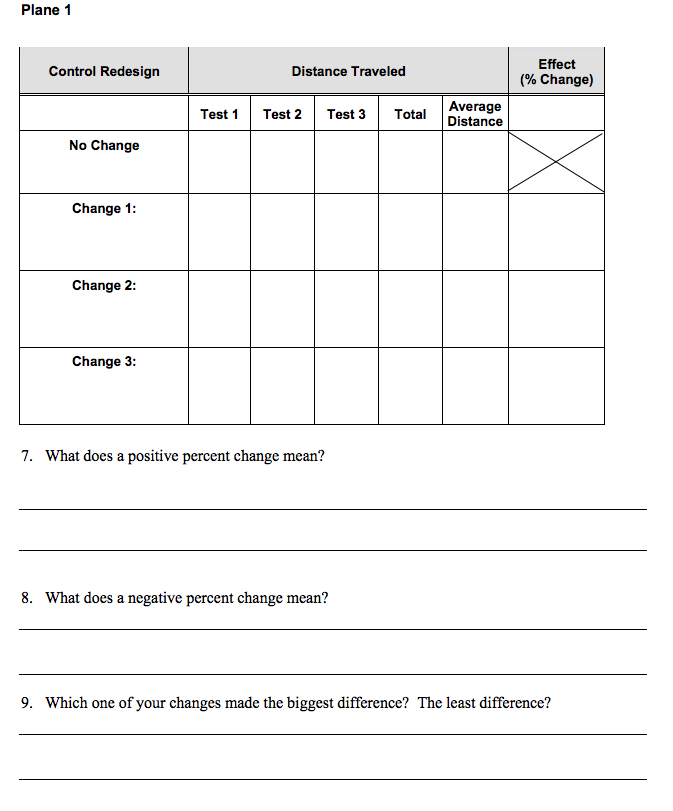 Plane 1
Control Redesign Distance Traveled Effect
(% Change)
Test 1 Test 2 Test 3 Total Average
Distance
No Change
Change 1:
Change 2:
Change 3:
7. What does a positive percent change mean?
8. What does a negative percent change mean?
9. Which one of your changes made the biggest difference? The least difference?